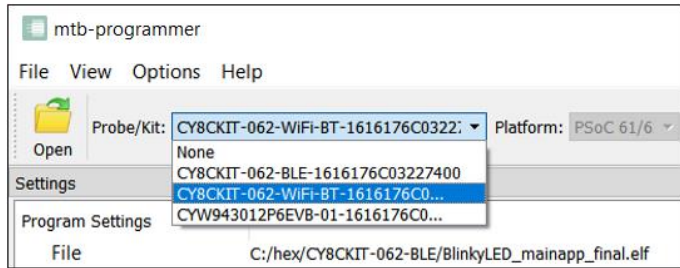 mtb-programmer
File View Options Help
Open
Probe/Kit: CY8CKIT-062-WiFi-BT-1616176C0322 Platform: PSoC 61/6
None
CY8CKIT-062-BLE-1616176C03227400
CY8CKIT-062-WiFi-BT-1616176C0...
CYW943012P6EVB-01-1616176C0...
Settings
Program Settings
File C:/hex/CY8CKIT-062-BLE/BlinkyLED_mainapp_final.elf